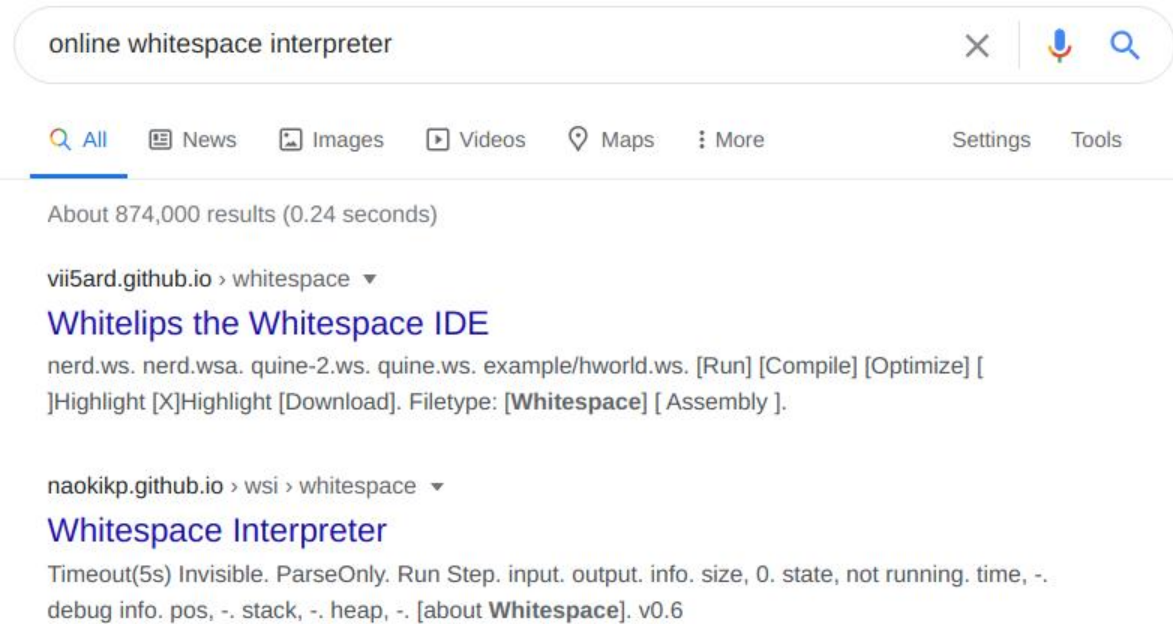 online whitespace interpreter
All News Images Videos Maps More Settings Tools
About 874,000 results (0.24 seconds)
vii5ard.github.io › whitespace
Whitelips the Whitespace IDE
nerd.ws. nerd.wsa. quine-2.ws. quine.ws. example/hworld.ws. [Run] [Compile] [Optimize] [
]Highlight [X]Highlight [Download]. Filetype: [Whitespace] [ Assembly ].
naokikp.github.io › wsi › whitespace
Whitespace Interpreter
Timeout(5s) Invisible. ParseOnly. Run Step. input. output. info. size, 0. state, not running. time, -.
debug info. pos, -. stack, -. heap, -. [about Whitespace]. v0.6